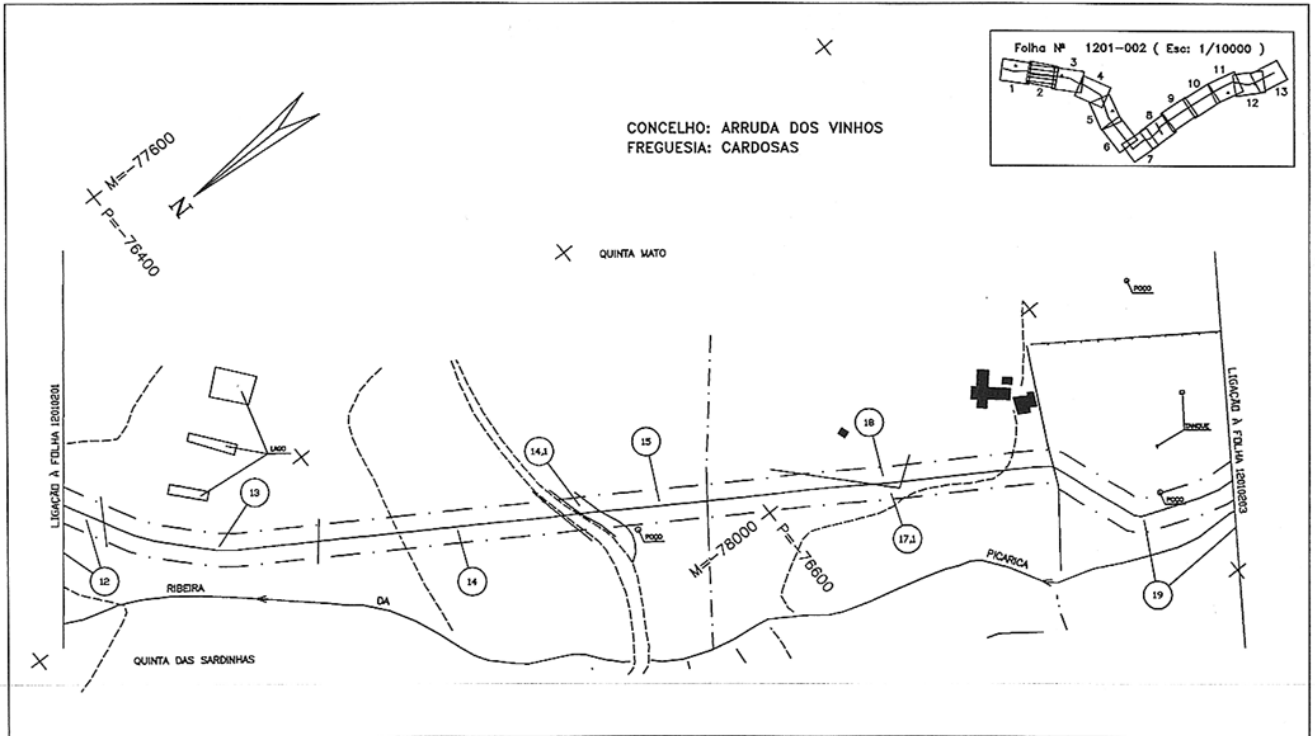 Folha Nº 1201-002 ( Esc: 1/10000 )
1
2
3
4
5
6
7
8
9
10
11
12
13
CONCELHO: ARRUDA DOS VINHOS
FREGUESIA: CARDOSAS
M=-77600
P=-76400
N
QUINTA MATO
POÇO
LIGAÇÃO À FOLHA 12010201
LIGAÇÃO À FOLHA 12010203
LAGO
TANQUE
13
14,1
15
18
POÇO
POÇO
M=-78000
P=-76600
17,1
12
14
19
RIBEIRA
DA
PICARICA
QUINTA DAS SARDINHAS